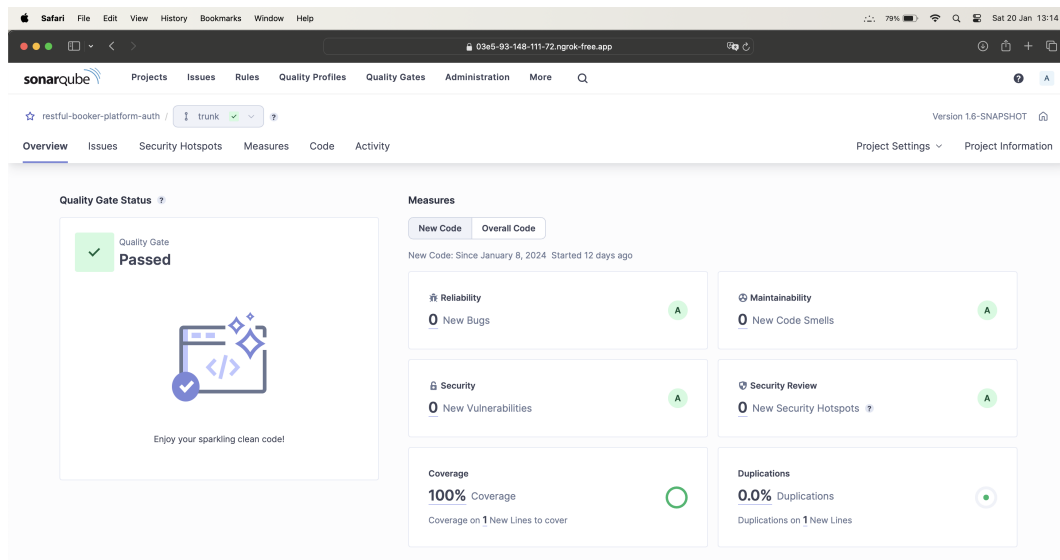 Safari File Edit View History Bookmarks Window Help 79% Sat 20 Jan 13:14
03e5-93-148-111-72.ngrok-free.app
sonarqube Projects Issues Rules Quality Profiles Quality Gates Administration More ? A
restful-booker-platform-auth / trunk ? Version 1.6-SNAPSHOT
Overview Issues Security Hotspots Measures Code Activity Project Settings Project Information
Quality Gate Status ?
Quality Gate
Passed
</>
Enjoy your sparkling clean code!
Measures
New Code Overall Code
New Code: Since January 8, 2024 Started 12 days ago
Reliability
0 New Bugs A
Maintainability
0 New Code Smells A
Security
0 New Vulnerabilities A
Security Review
0 New Security Hotspots ? A
Coverage
100% Coverage
Coverage on 1 New Lines to cover
Duplications
0.0% Duplications
Duplications on 1 New Lines